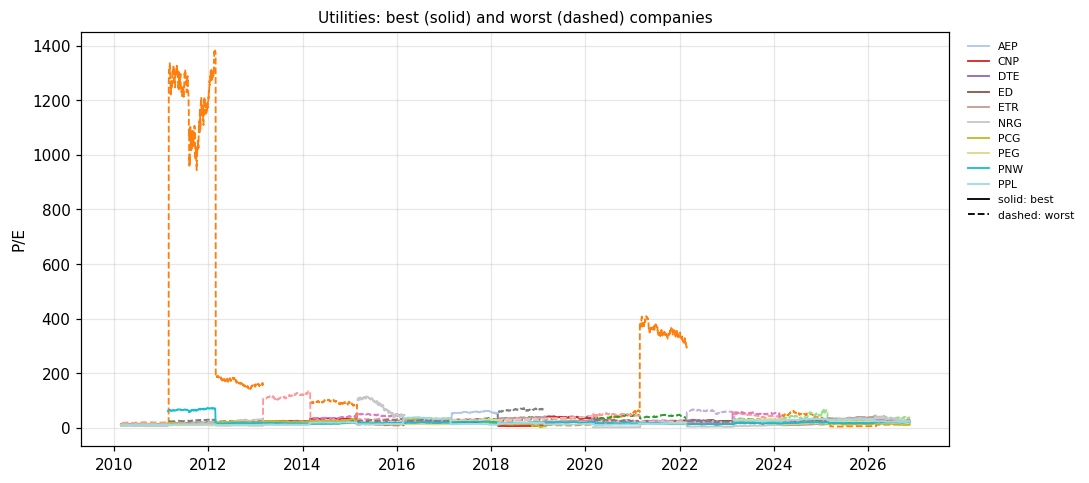 Utilities: best (solid) and worst (dashed) companies
P/E
1400
1200
1000
800
600
400
200
0
2010 2012 2014 2016 2018 2020 2022 2024 2026
AEP
CNP
DTE
ED
ETR
NRG
PCG
PEG
PNW
PPL
solid: best
dashed: worst